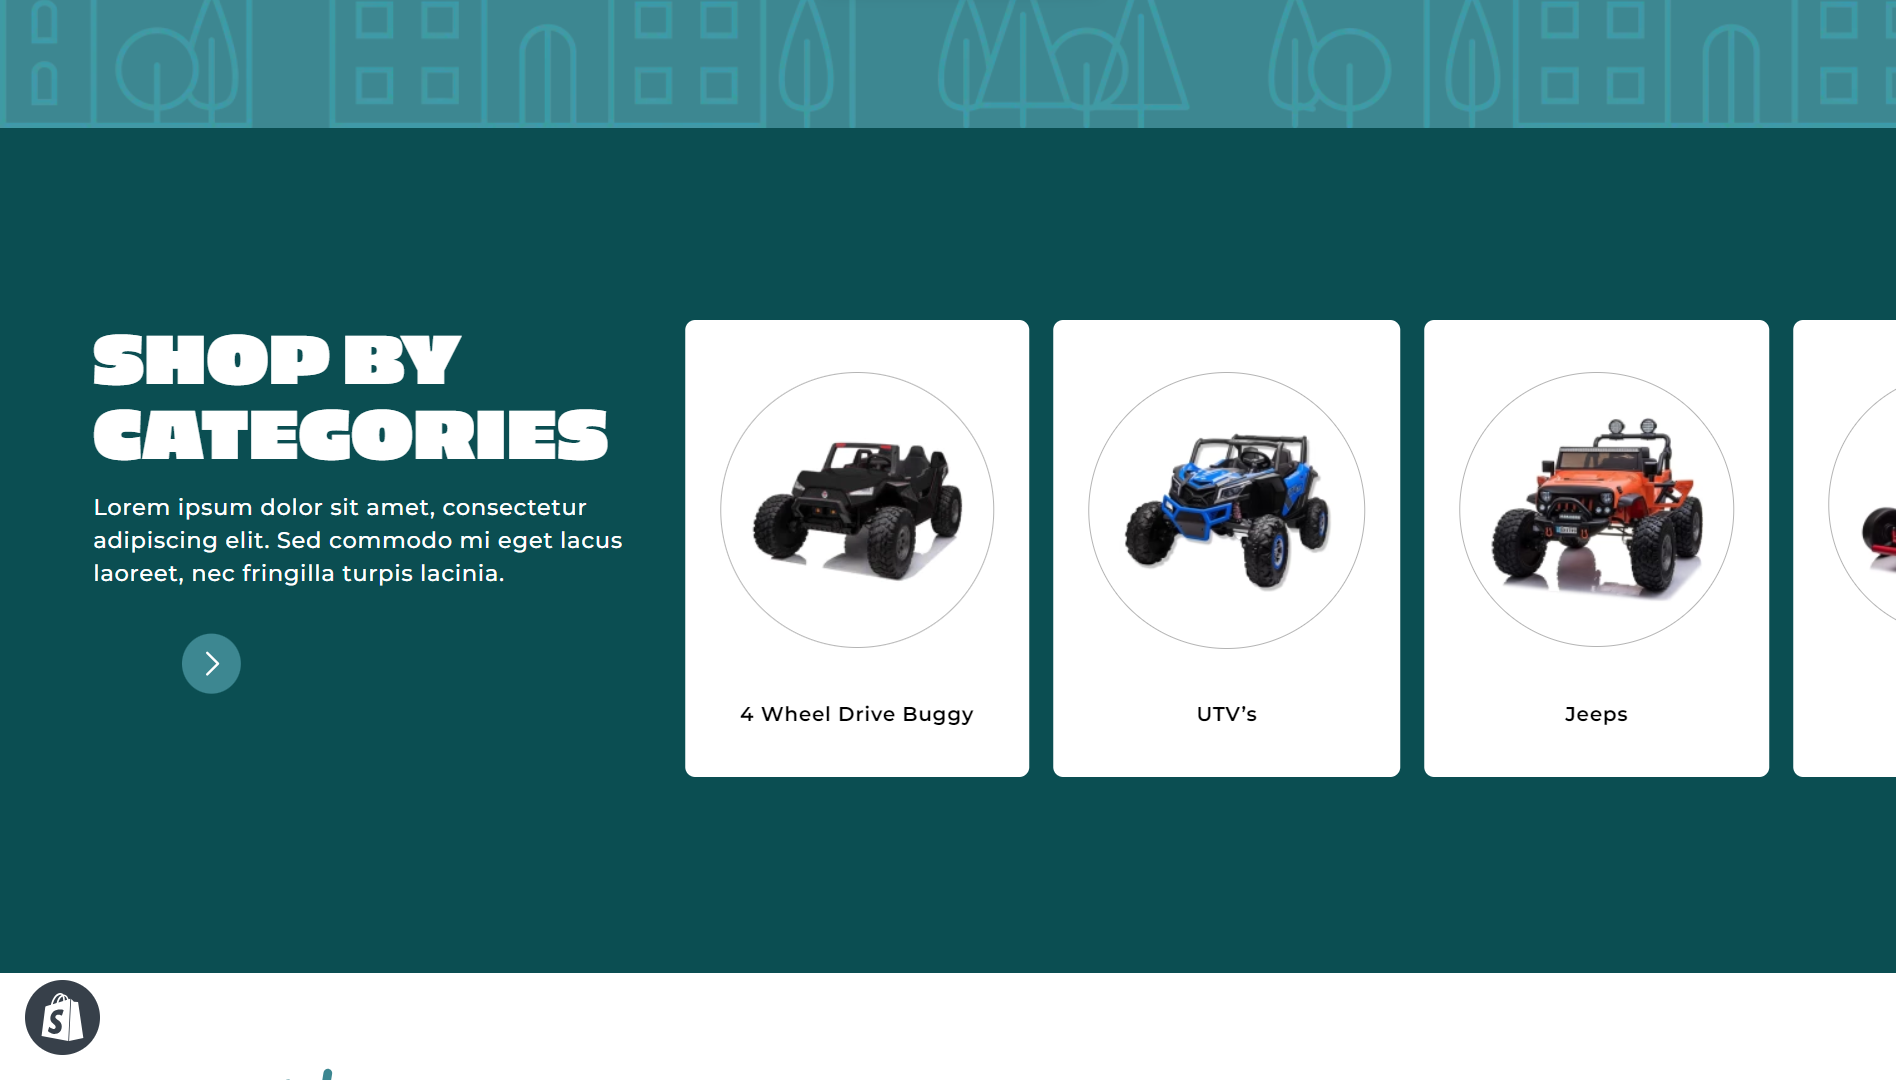 SHOP BY
CATEGORIES
Lorem ipsum dolor sit amet, consectetur
adipiscing elit. Sed commodo mi eget lacus
laoreet, nec fringilla turpis lacinia.
4 Wheel Drive Buggy
UTV’s
Jeeps